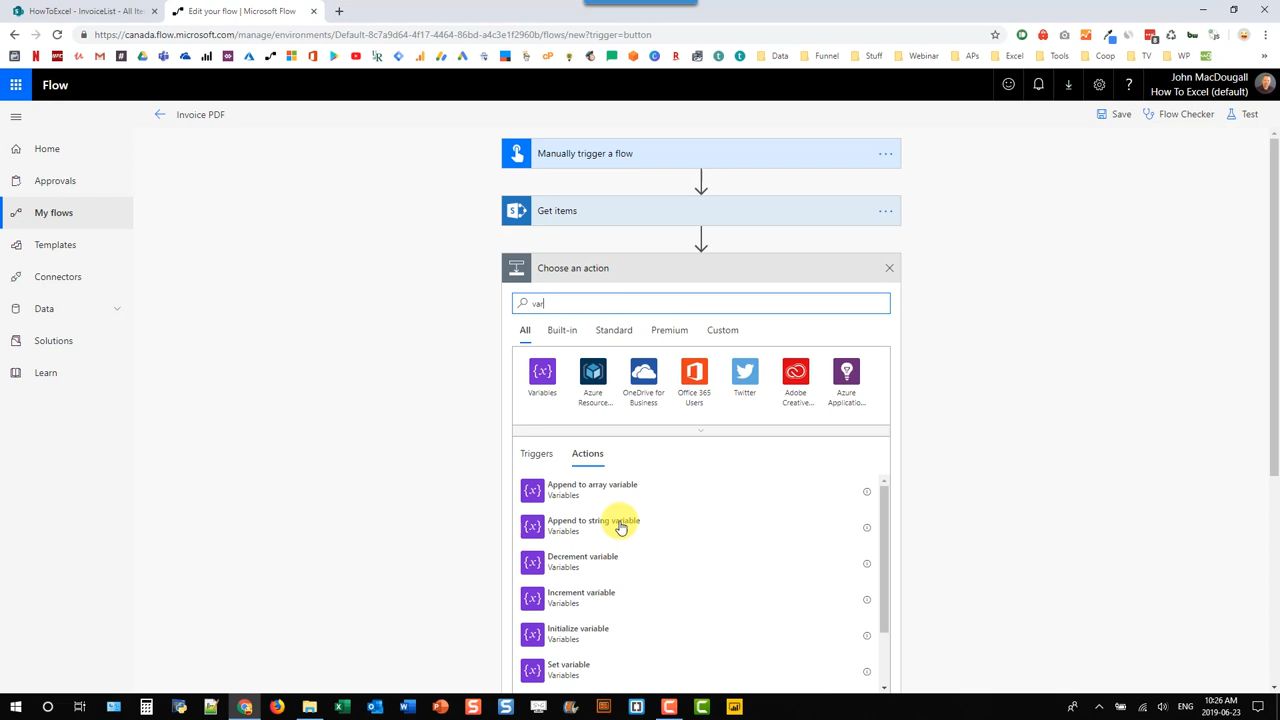 HowToExcel - InvoiceList - All Ite
Edit your flow | Microsoft Flow
https://canada.flow.microsoft.com/manage/environments/Default-8c7a9d64-4f17-4464-86bd-a4c3e1f2960b/flows/new?trigger=button
Data
Funnel
Stuff
Webinar
APs
Excel
Tools
Coop
WP
Flow
John MacDougall
How To Excel (default)
Invoice PDF
Save
Flow Checker
Test
Home
Approvals
My flows
Templates
Connectors
Data
Solutions
Learn
Manually trigger a flow
Get items
Choose an action
var
All
Built-in
Standard
Premium
Custom
Variables
Azure
Resource...
OneDrive for
Business
Office 365
Users
Twitter
Adobe
Creative...
Azure
Applicatio...
Triggers
Actions
Append to array variable
Variables
Append to string variable
Variables
Decrement variable
Variables
Increment variable
Variables
Initialize variable
Variables
Set variable
Variables
ENG
10:26 AM
2019-06-23